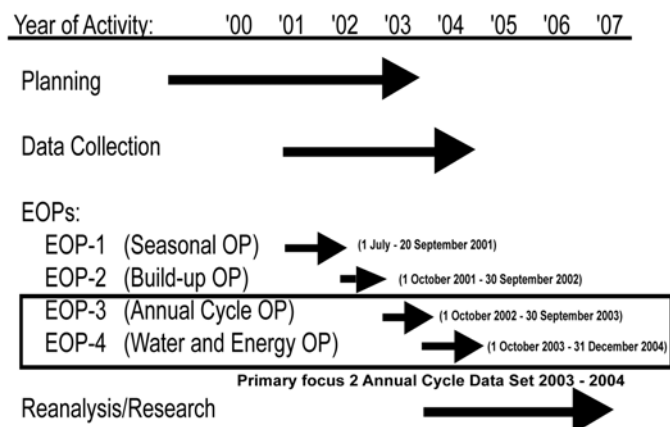 Year of Activity: '00 '01 '02 '03 '04 '05 '06 '07
Planning
Data Collection
EOPs:
EOP-1 (Seasonal OP) (1 July - 20 September 2001)
EOP-2 (Build-up OP) (1 October 2001 - 30 September 2002)
EOP-3 (Annual Cycle OP) (1 October 2002 - 30 September 2003)
EOP-4 (Water and Energy OP) (1 October 2003 - 31 December 2004)
Primary focus 2 Annual Cycle Data Set 2003 - 2004
Reanalysis/Research